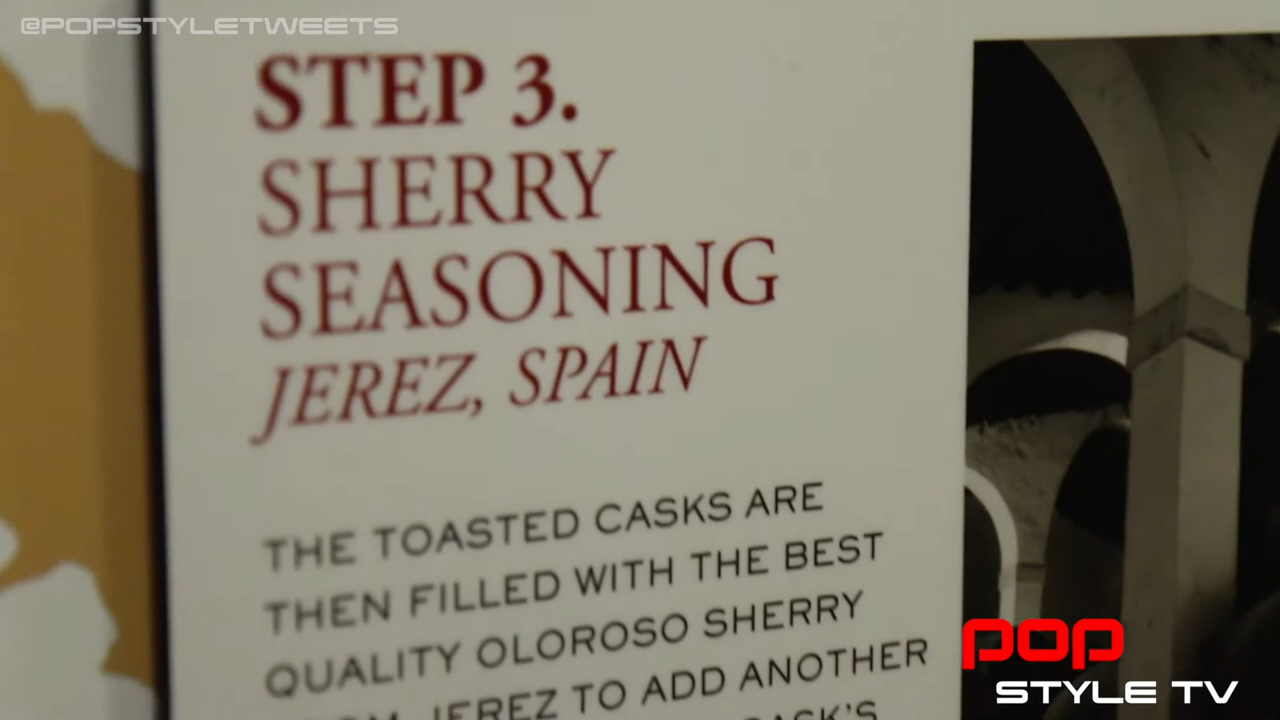 @POPSTYLETWEETS
STEP 3.
SHERRY
SEASONING
JEREZ, SPAIN
THE TOASTED CASKS ARE
THEN FILLED WITH THE BEST
QUALITY OLOROSO SHERRY
JEREZ TO ADD ANOTHER
CASK'S
pop
STYLE TV